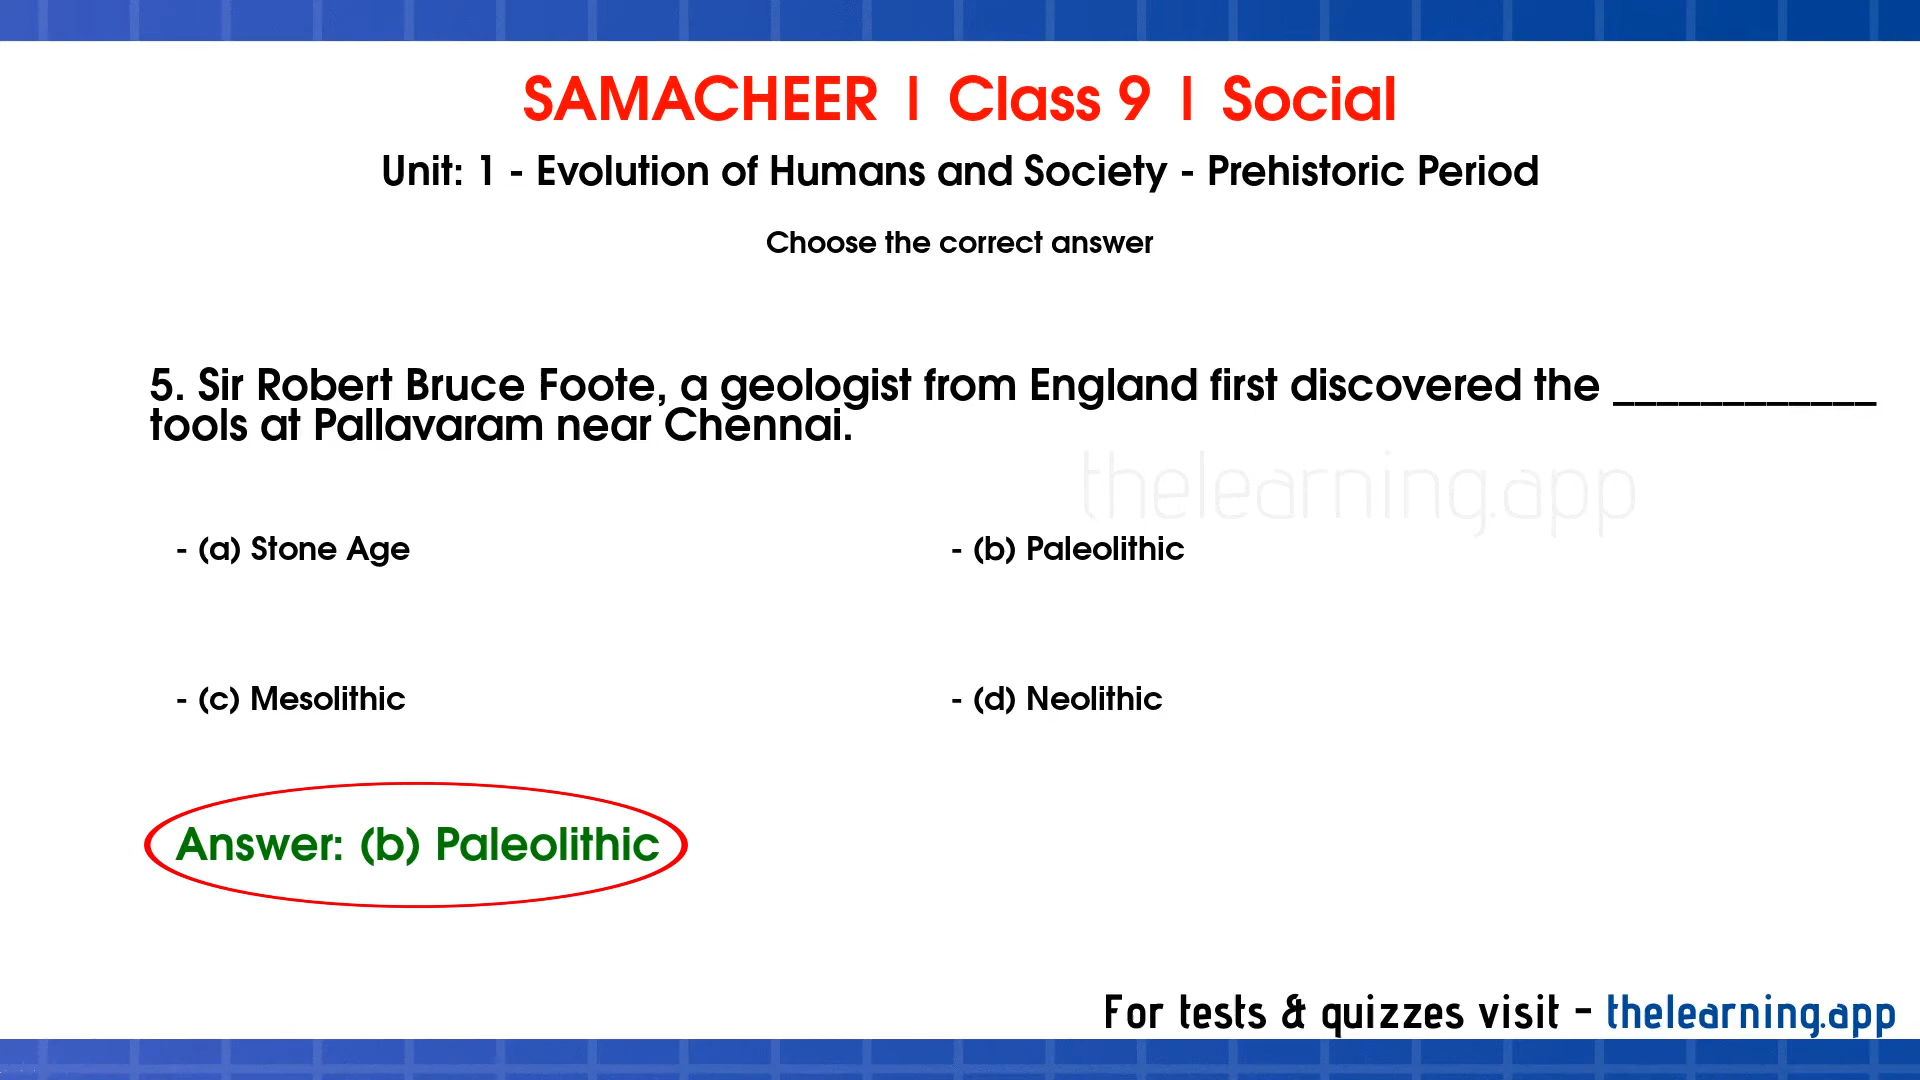 SAMACHEER | Class 9 | Social
Unit: 1 - Evolution of Humans and Society - Prehistoric Period
Choose the correct answer
5. Sir Robert Bruce Foote, a geologist from England first discovered the ____________
tools at Pallavaram near Chennai.
thelearning.app
- (a) Stone Age
- (b) Paleolithic
- (c) Mesolithic
- (d) Neolithic
Answer: (b) Paleolithic
For tests & quizzes visit - thelearning.app